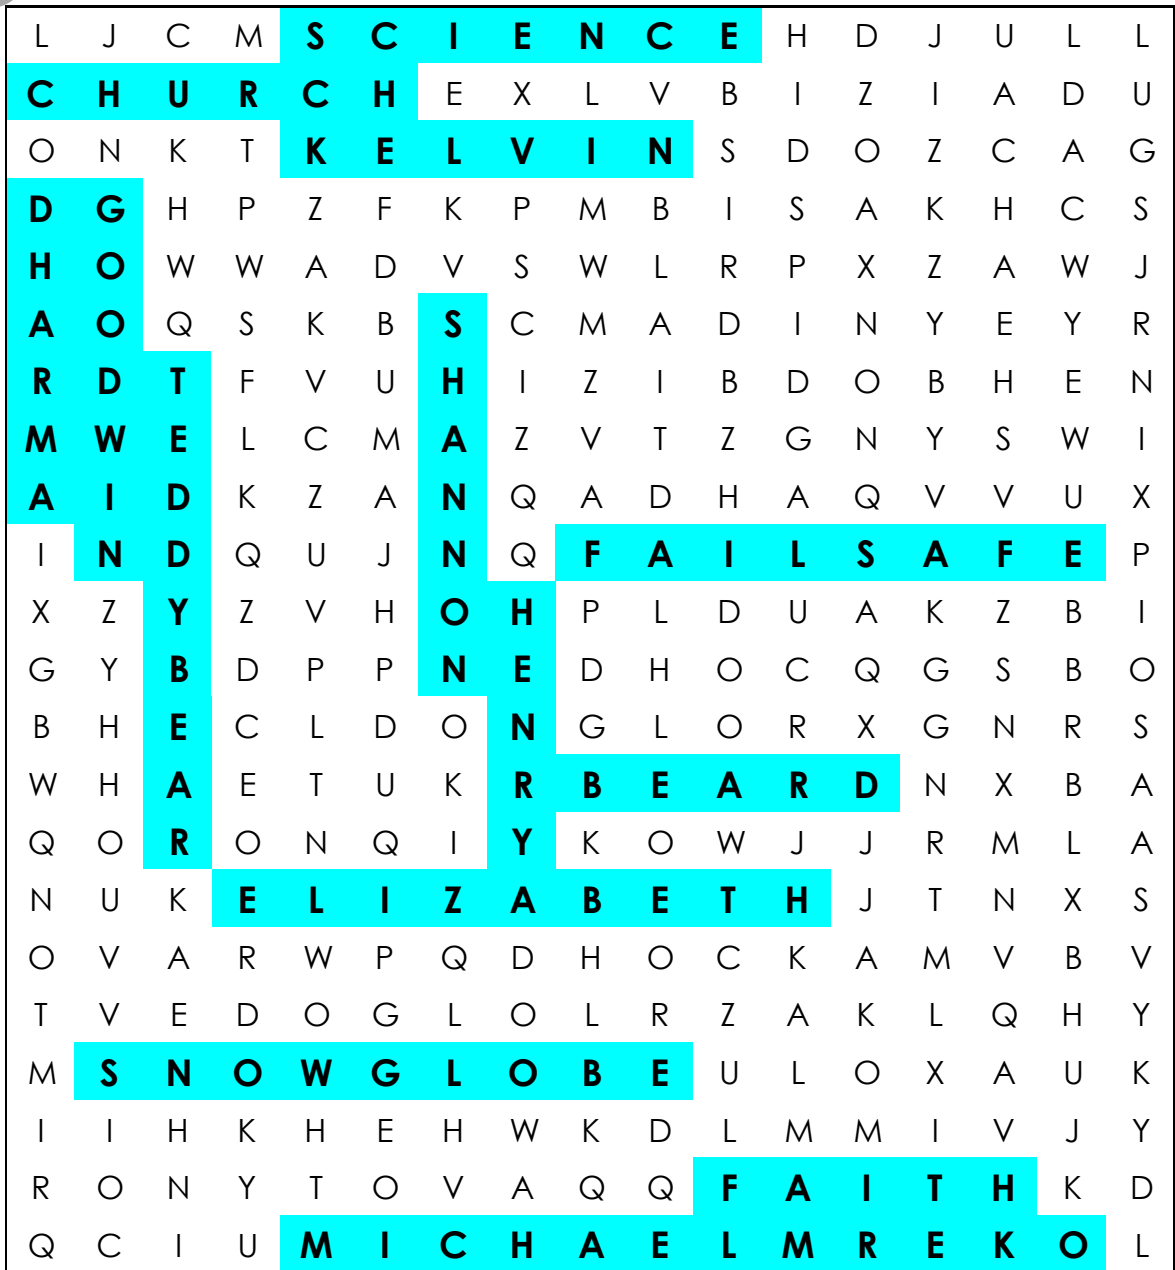 L J C M S C I E N C E H D J U L L
C H U R C H E X L V B I Z I A D U
O N K T K E L V I N S D O Z C A G
D G H P Z F K P M B I S A K H C S
H O W W A D V S W L R P X Z A W J
A O Q S K B S C M A D I N Y E Y R
R D T F V U H I Z I B D O B H E N
M W E L C M A Z V T Z G N Y S W I
A I D K Z A N Q A D H A Q V V U X
I N D Q U J N Q F A I L S A F E P
X Z Y Z V H O H P L D U A K Z B I
G Y B D P P N E D H O C Q G S B O
B H E C L D O N G L O R X G N R S
W H A E T U K R B E A R D N X B A
Q O R O N Q I Y K O W J J R M L A
N U K E L I Z A B E T H J T N X S
O V A R W P Q D H O C K A M V B V
T V E D O G L O L R Z A K L Q H Y
M S N O W G L O B E U L O X A U K
I I H K H E H W K D L M M I V J Y
R O N Y T O V A Q Q F A I T H K D
Q C I U M I C H A E L M R E K O L